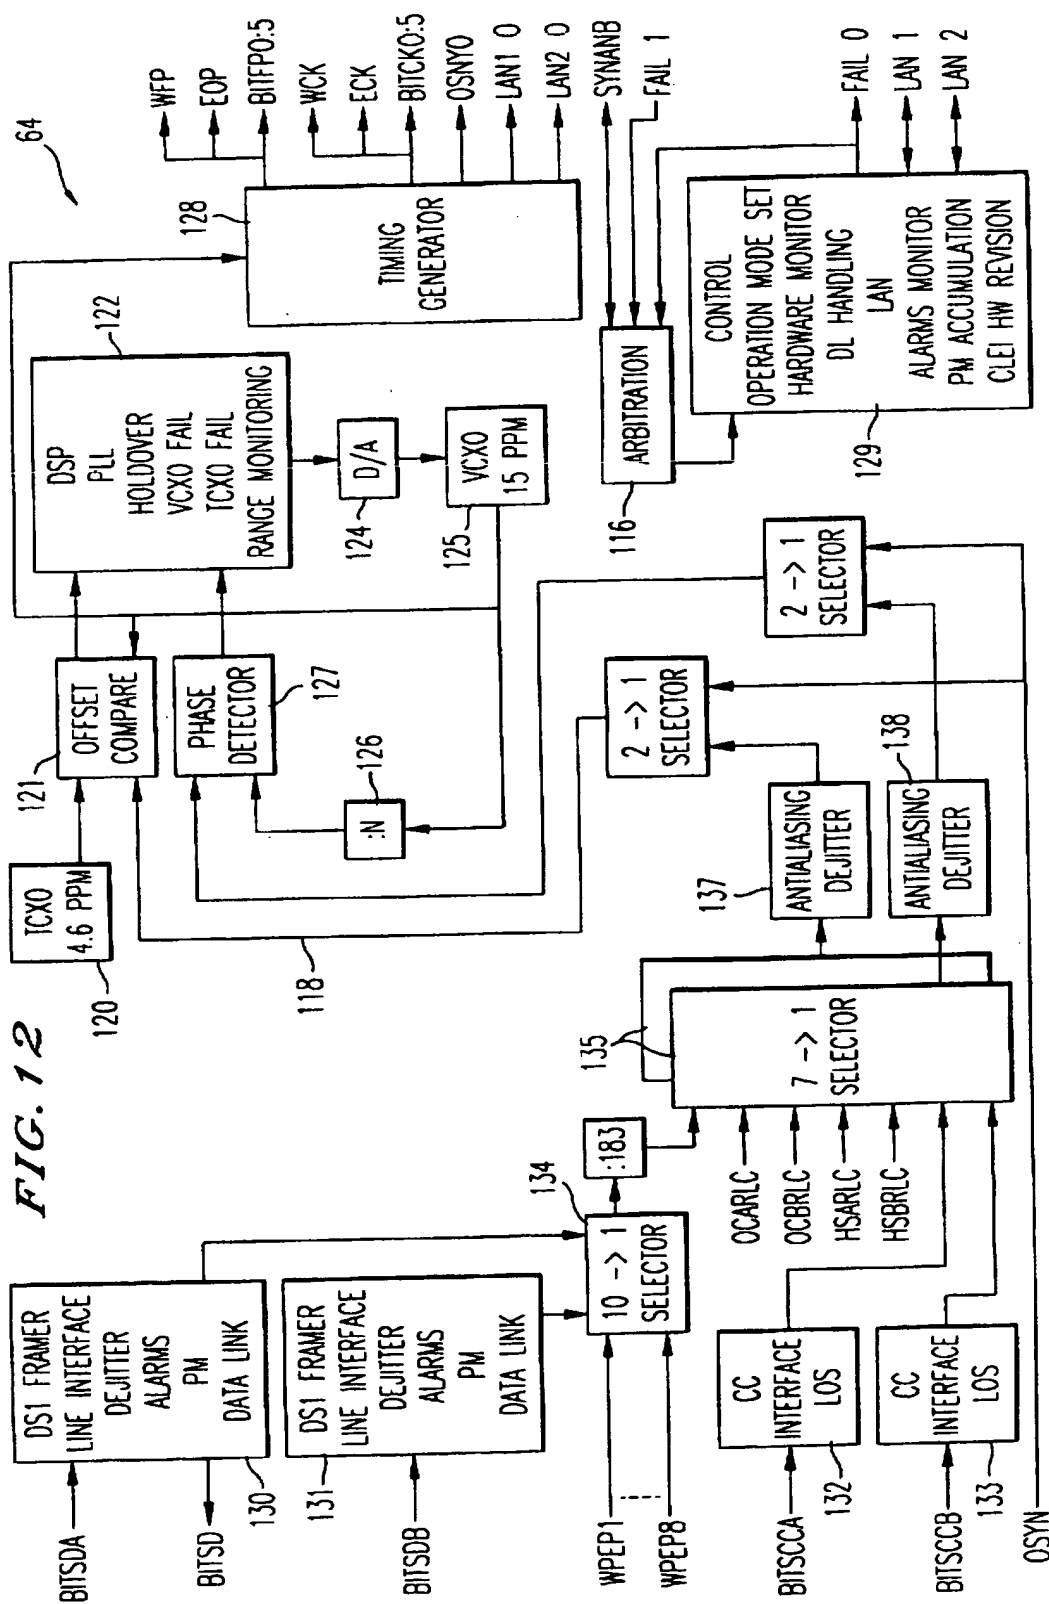 FIG. 12
64
TCXO
4.6 PPM
120
121
OFFSET
COMPARE
DSP
PLL
HOLDOVER
VCXO FAIL
TCXO FAIL
RANGE MONITORING
122
PHASE
DETECTOR
127
D/A
124
VCXO
15 PPM
125
:N
126
118
128
TIMING
GENERATOR
WFP
EOP
BITFPO:5
WCK
ECK
BITCKO:5
OSNYO
LAN1 0
LAN2 0
SYNANB
FAIL 1
ARBITRATION
116
FAIL 0
LAN 1
LAN 2
CONTROL
OPERATION MODE SET
HARDWARE MONITOR
DL HANDLING
LAN
ALARMS MONITOR
PM ACCUMULATION
CLEI HW REVISION
129
BITSDA
BITSD
DS1 FRAMER
LINE INTERFACE
DEJITTER
ALARMS
PM
DATA LINK
130
BITSDB
DS1 FRAMER
LINE INTERFACE
DEJITTER
ALARMS
PM
DATA LINK
131
WPEP1
WPEP8
134
10 -> 1
SELECTOR
:183
OCARLC
OCBRLC
HSARLC
HSBRLC
135
7 -> 1
SELECTOR
BITSCCA
CC
INTERFACE
LOS
132
BITSCCB
CC
INTERFACE
LOS
133
OSYN
137
ANTIALIASING
DEJITTER
138
ANTIALIASING
DEJITTER
2 -> 1
SELECTOR
2 -> 1
SELECTOR